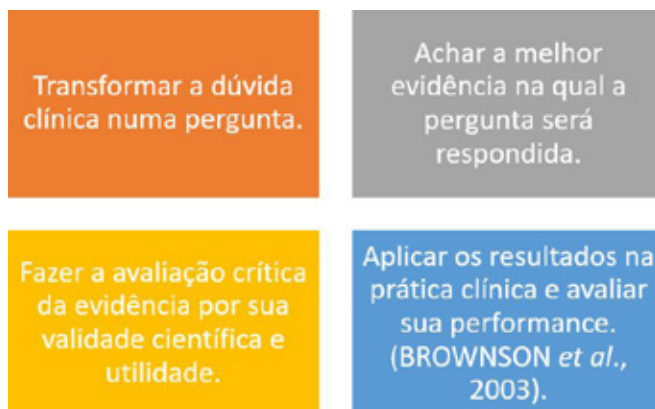 Transformar a dúvida
clínica numa pergunta.
Achar a melhor
evidência na qual a
pergunta será
respondida.
Fazer a avaliação crítica
da evidência por sua
validade científica e
utilidade.
Aplicar os resultados na
prática clínica e avaliar
sua performance.
(BROWNSON et al.,
2003).